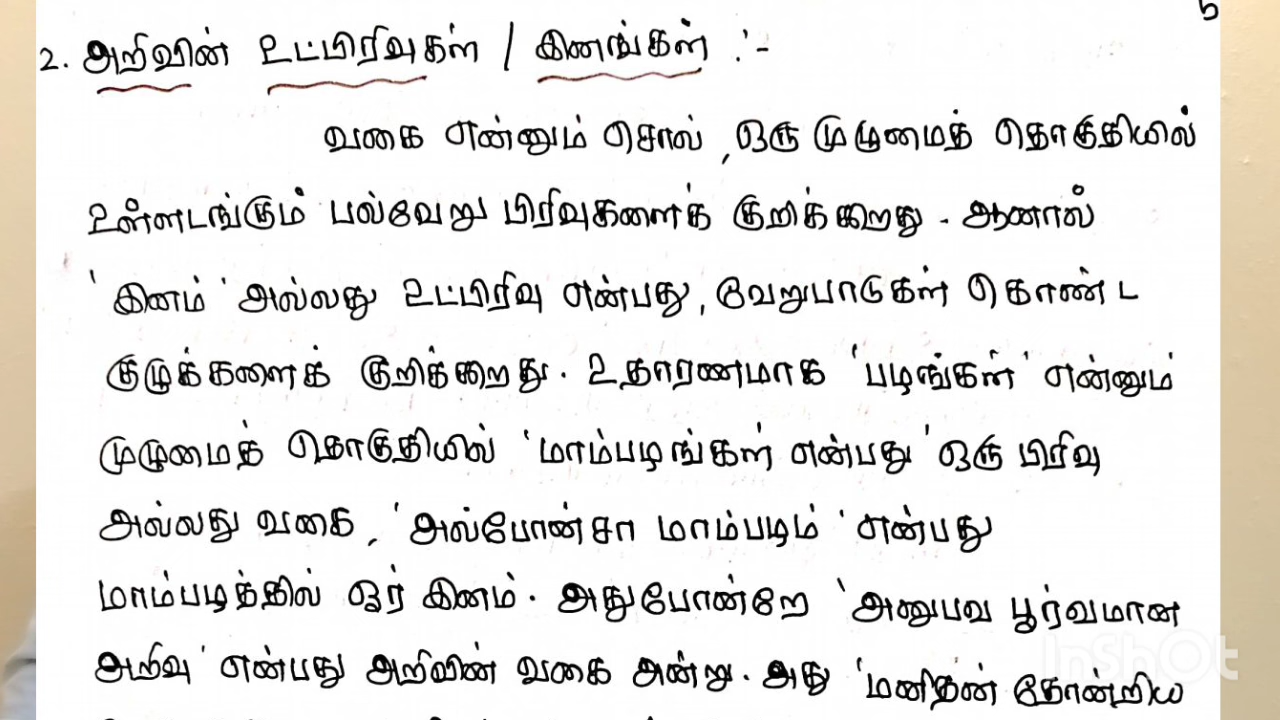 5
2. அறிவின் உட்பிரிவுகள் / இனங்கள் :-
வகை என்னும் சொல், ஒரு முழுமைத் தொகுதியில்
உள்ளடங்கும் பல்வேறு பிரிவுகளைக் குறிக்கிறது. ஆனால்
'இனம்' அல்லது உட்பிரிவு என்பது, வேறுபாடுகள் கொண்ட
குழுக்களைக் குறிக்கிறது. உதாரணமாக 'பழங்கள்' என்னும்
முழுமைத் தொகுதியில் 'மாம்பழங்கள் என்பது' ஒரு பிரிவு
அல்லது வகை, 'அல்போன்சா மாம்பழம்' என்பது
மாம்பழத்தில் ஓர் இனம். அதுபோன்றே 'அனுபவ பூர்வமான
அறிவு' என்பது அறிவின் வகை அன்று. அது 'மனிதன் தோன்றிய
InShOt